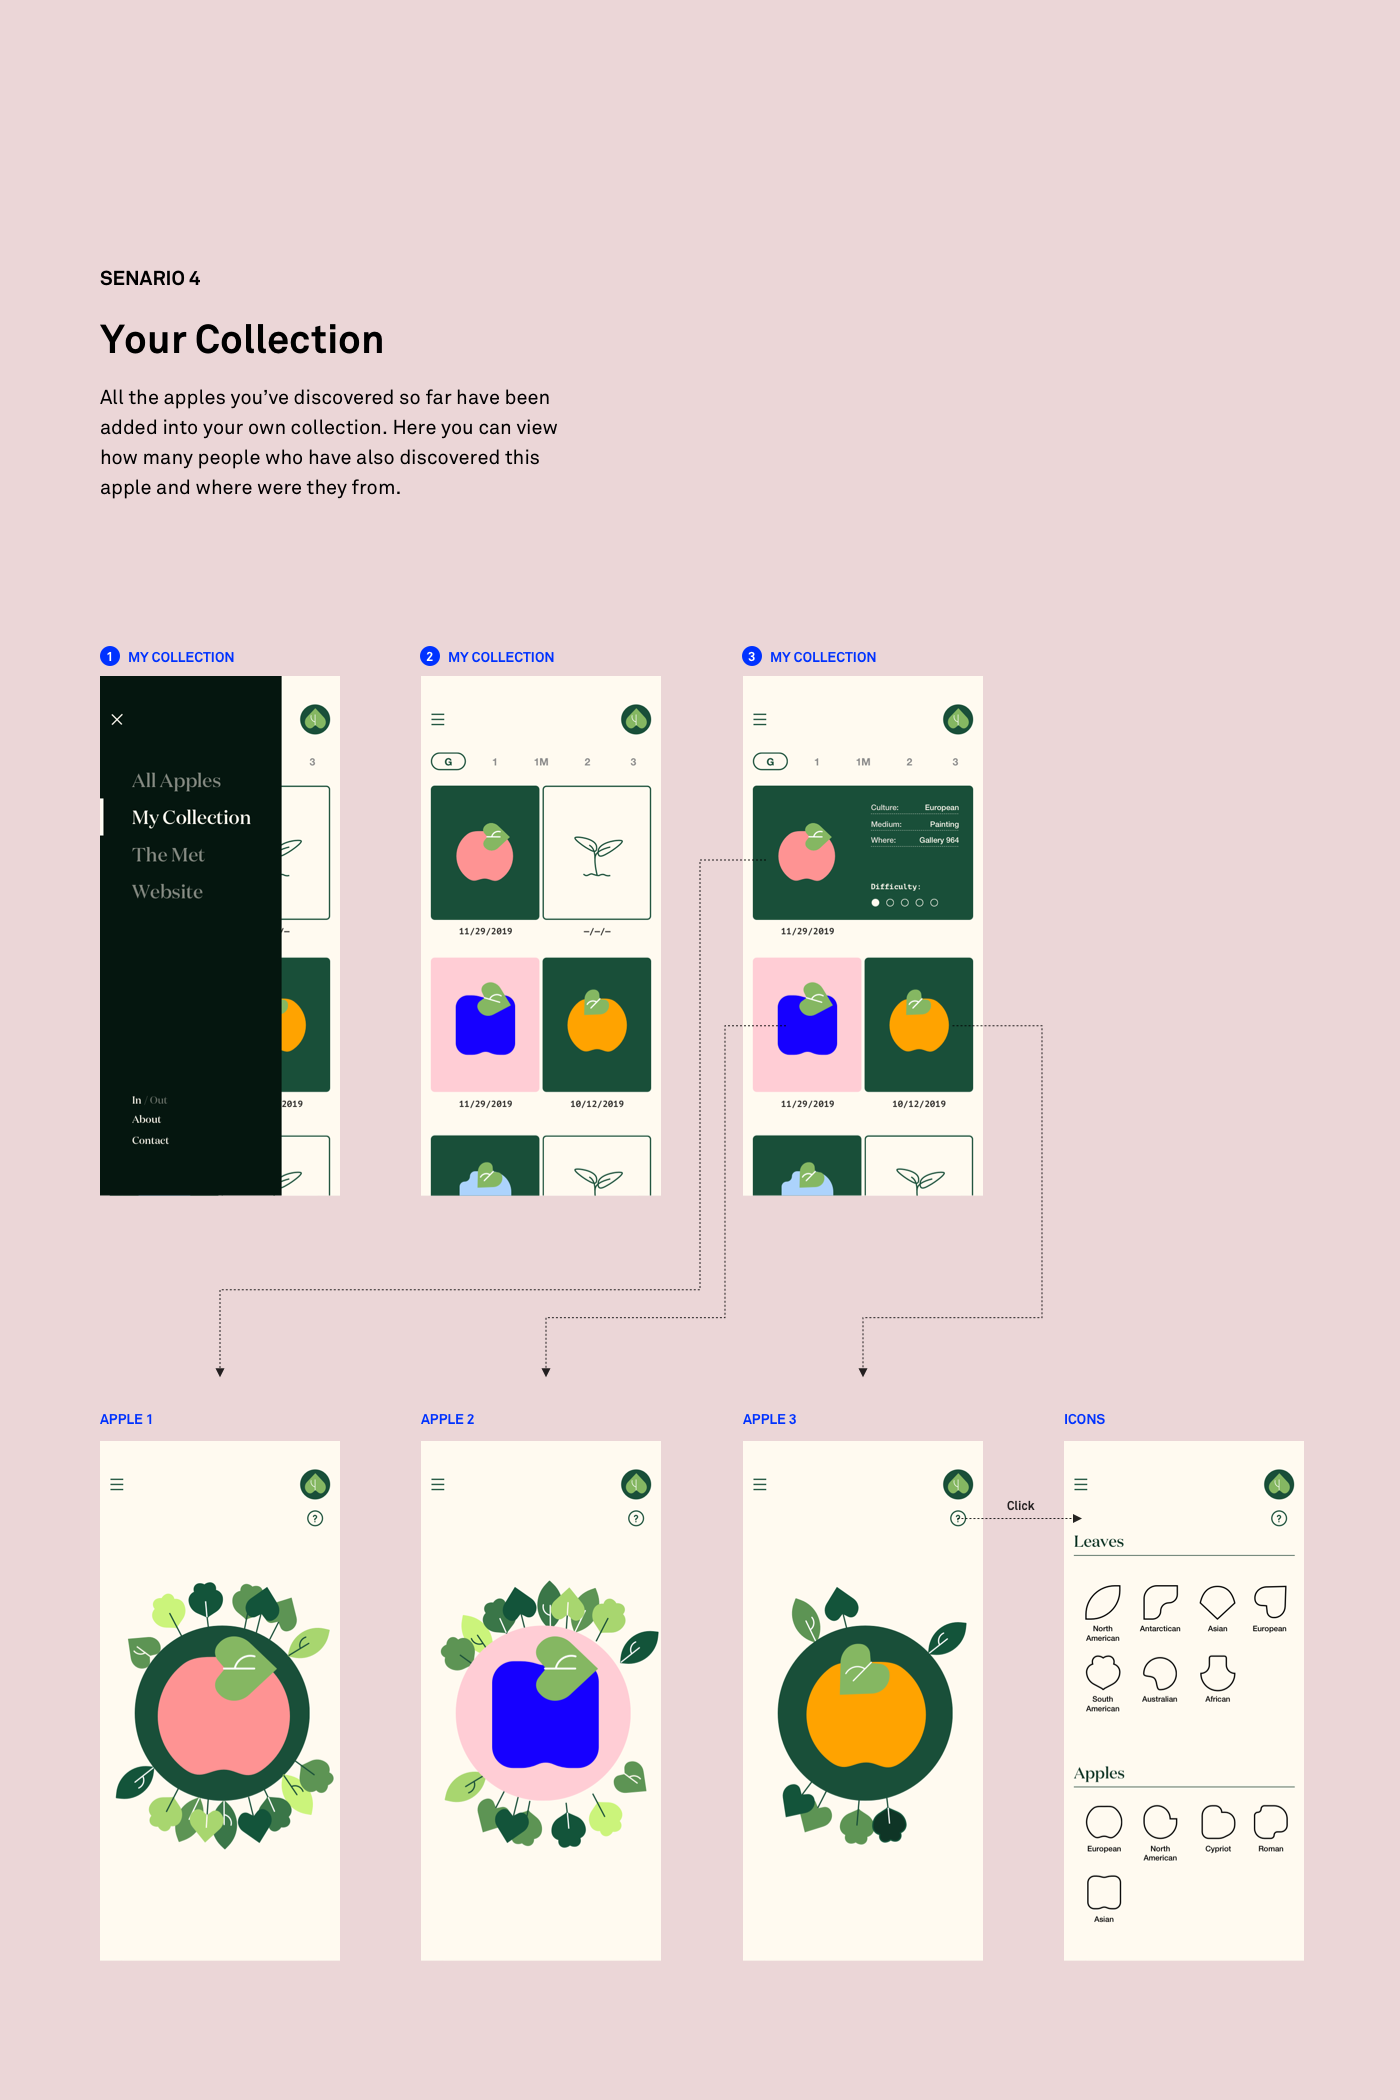 SENARIO 4
Your Collection
All the apples you’ve discovered so far have been
added into your own collection. Here you can view
how many people who have also discovered this
apple and where were they from.
1 MY COLLECTION
3
All Apples
My Collection
The Met
Website
/–
2019
In / Out
About
Contact
2 MY COLLECTION
G 1 1M 2 3
11/29/2019 –/–/–
11/29/2019 10/12/2019
3 MY COLLECTION
G 1 1M 2 3
Culture: European
Medium: Painting
Where: Gallery 964
Difficulty:
11/29/2019
11/29/2019 10/12/2019
APPLE 1
?
APPLE 2
?
APPLE 3
?
Click
ICONS
?
Leaves
North
American
Antarctican
Asian
European
South
American
Australian
African
Apples
European
North
American
Cypriot
Roman
Asian